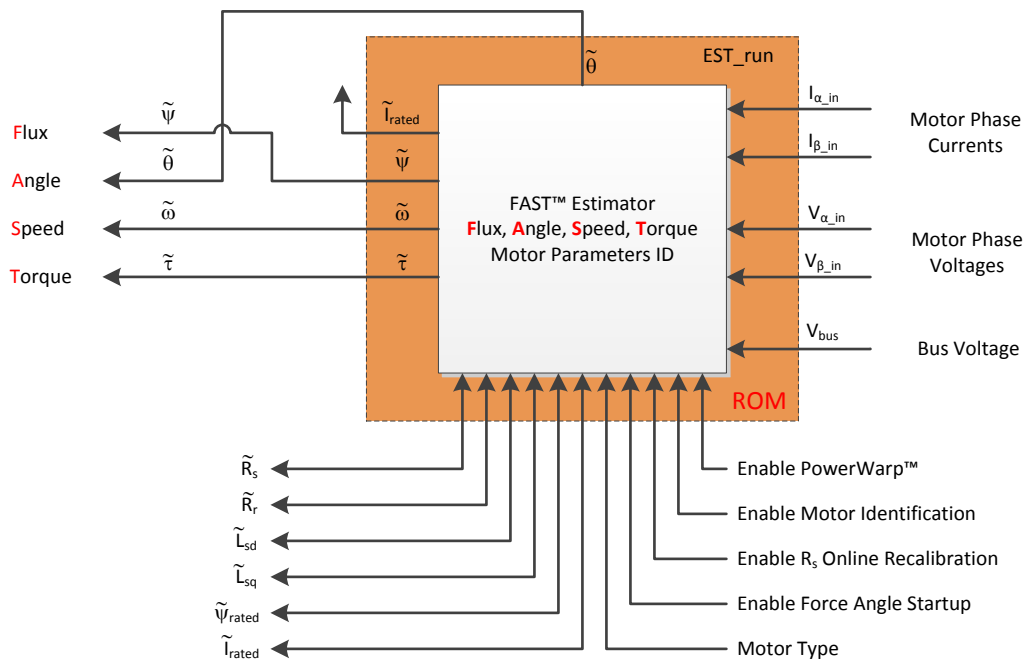 EST_run
θ̃
Ĩrated
ψ̃
ω̃
τ̃
Flux
ψ̃
Angle
θ̃
Speed
ω̃
Torque
τ̃
FAST™ Estimator
Flux, Angle, Speed, Torque
Motor Parameters ID
Iα_in
Iβ_in
Motor Phase
Currents
Vα_in
Vβ_in
Motor Phase
Voltages
Vbus
Bus Voltage
ROM
R̃s
R̃r
L̃sd
L̃sq
ψ̃rated
Ĩrated
Enable PowerWarp™
Enable Motor Identification
Enable Rs Online Recalibration
Enable Force Angle Startup
Motor Type